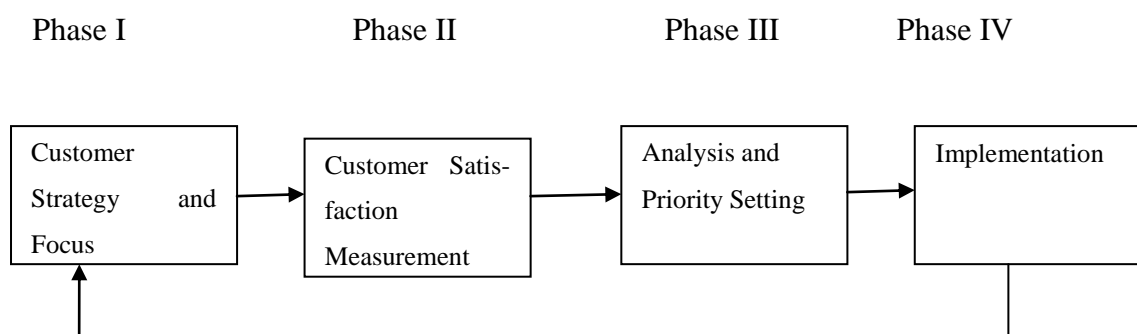 Phase I Phase II Phase III Phase IV
Customer
Strategy and
Focus
Customer Satis-
faction
Measurement
Analysis and
Priority Setting
Implementation